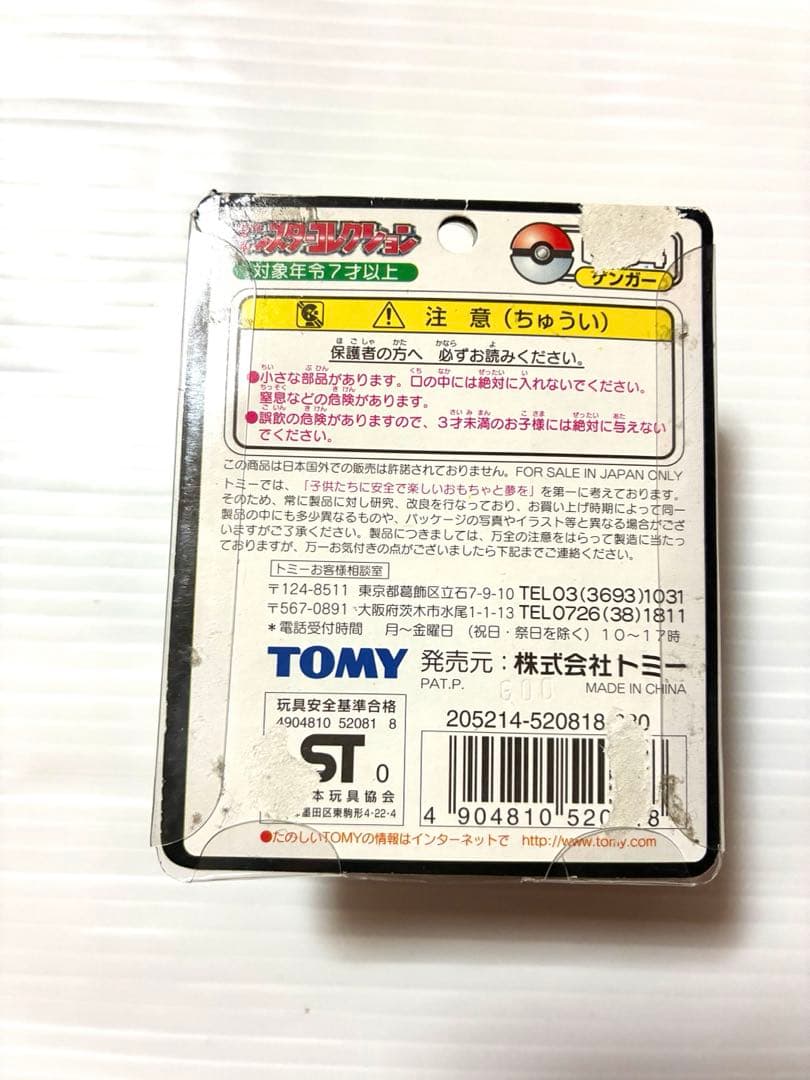 スターコレクション
対象年令7才以上
ゲンガー
注 意 (ちゅうい)
保護者の方へ 必ずお読みください。
●小さな部品があります。口の中には絶対に入れないでください。
窒息などの危険があります。
●誤飲の危険がありますので、3才未満のお子様には絶対に与えない
でください。
この商品は日本国外での販売は許諾されておりません。FOR SALE IN JAPAN ONLY
トミーでは、「子供たちに安全で楽しいおもちゃと夢を」を第一に考えております。
そのため、常に製品に対し研究、改良を行なっており、お買い上げ時期によって同一
製品の中にも多少異なるものや、パッケージの写真やイラスト等と異なる場合がござ
いますがご了承ください。製品につきましては、万全の注意をはらって製造に当たっ
ておりますが、万一お気付きの点がございましたら下記までご連絡ください。
トミーお客様相談室
〒124-8511 東京都葛飾区立石7-9-10 TEL03(3693)1031
〒567-0891 大阪府茨木市水尾1-1-13 TEL0726(38)1811
＊電話受付時間 月〜金曜日 (祝日・祭日を除く) 10〜17時
TOMY 発売元：株式会社トミー
PAT.P. MADE IN CHINA
玩具安全基準合格
4904810 52081 8
ST 0
本玩具協会
墨田区東駒形4-22-4
205214-520818
4 904810 520 8
●たのしいTOMYの情報はインターネットで http://www.tomy.com